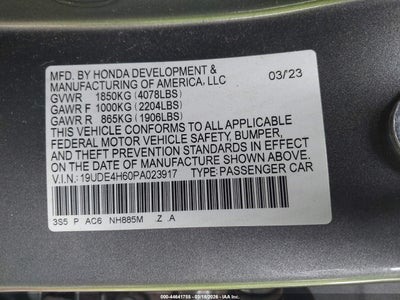 MFD. BY HONDA DEVELOPMENT &
MANUFACTURING OF AMERICA, LLC
03/23
GVWR 1850KG (4078LBS)
GAWR F 1000KG (2204LBS)
GAWR R 865KG (1906LBS)
THIS VEHICLE CONFORMS TO ALL APPLICABLE
FEDERAL MOTOR VEHICLE SAFETY, BUMPER,
AND THEFT PREVENTION STANDARDS IN EFFECT
ON THE DATE OF MANUFACTURE SHOWN ABOVE.
V.I.N: 19UDE4H60PA023917 TYPE: PASSENGER CAR
3S5 P AC6 NH885M Z A
000-44641755 - 03/18/2026 - IAA Inc.